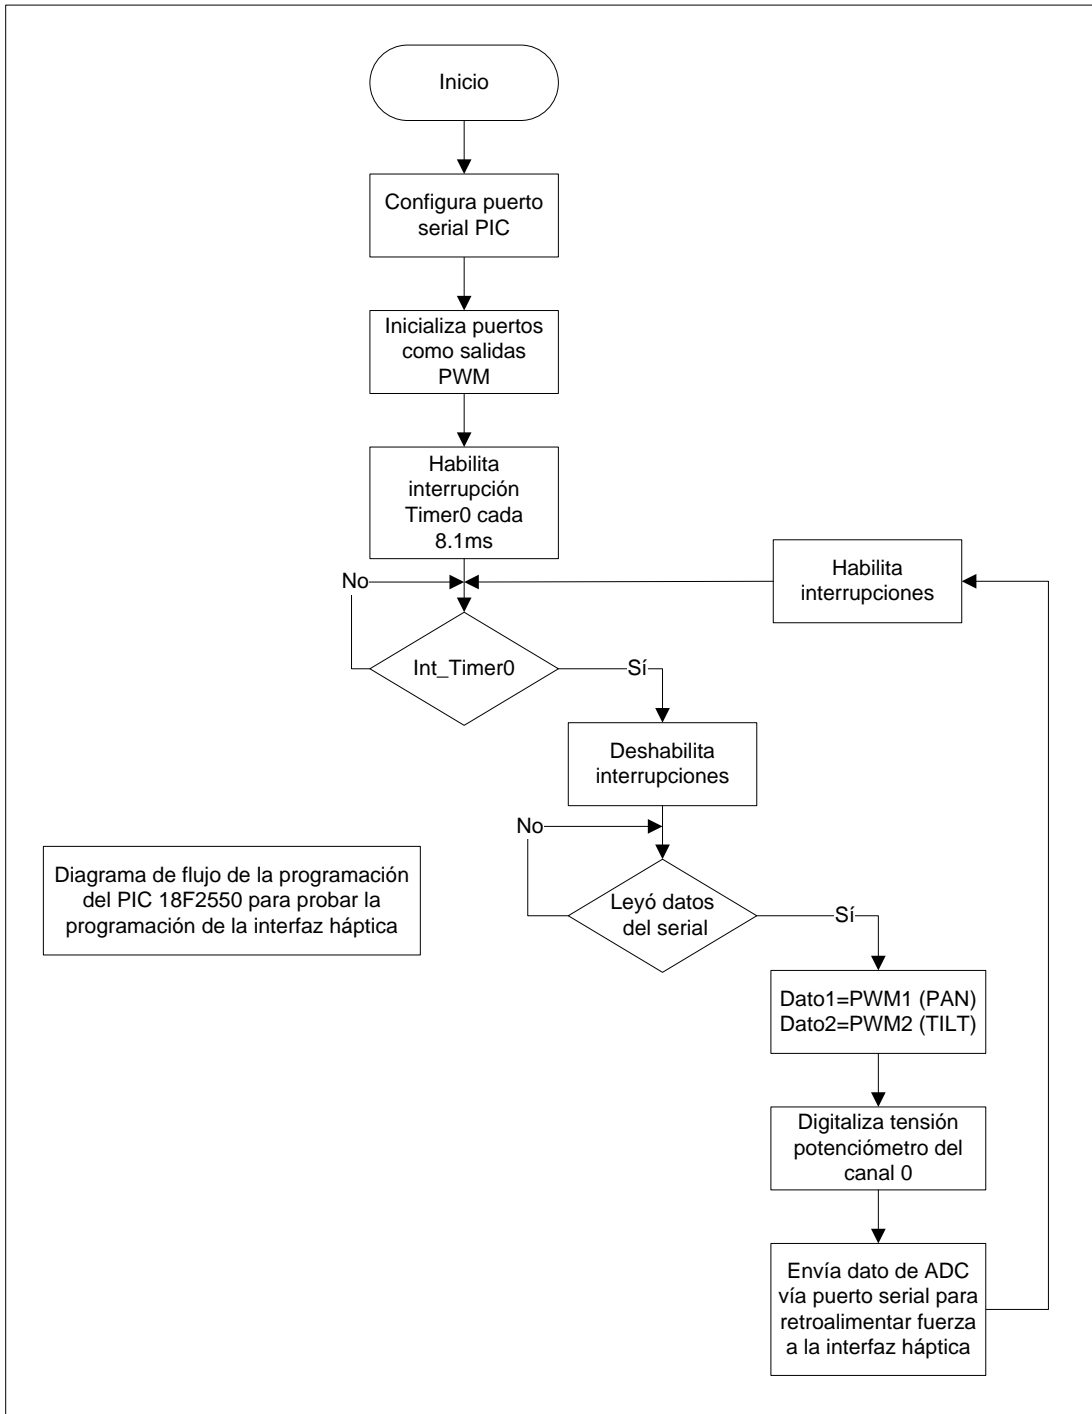 Inicio
Configura puerto
serial PIC
Inicializa puertos
como salidas
PWM
Habilita
interrupción
Timer0 cada
8.1ms
Habilita
interrupciones
No
Int_Timer0
Sí
Deshabilita
interrupciones
No
Leyó datos
del serial
Sí
Diagrama de flujo de la programación
del PIC 18F2550 para probar la
programación de la interfaz háptica
Dato1=PWM1 (PAN)
Dato2=PWM2 (TILT)
Digitaliza tensión
potenciómetro del
canal 0
Envía dato de ADC
vía puerto serial para
retroalimentar fuerza
a la interfaz háptica